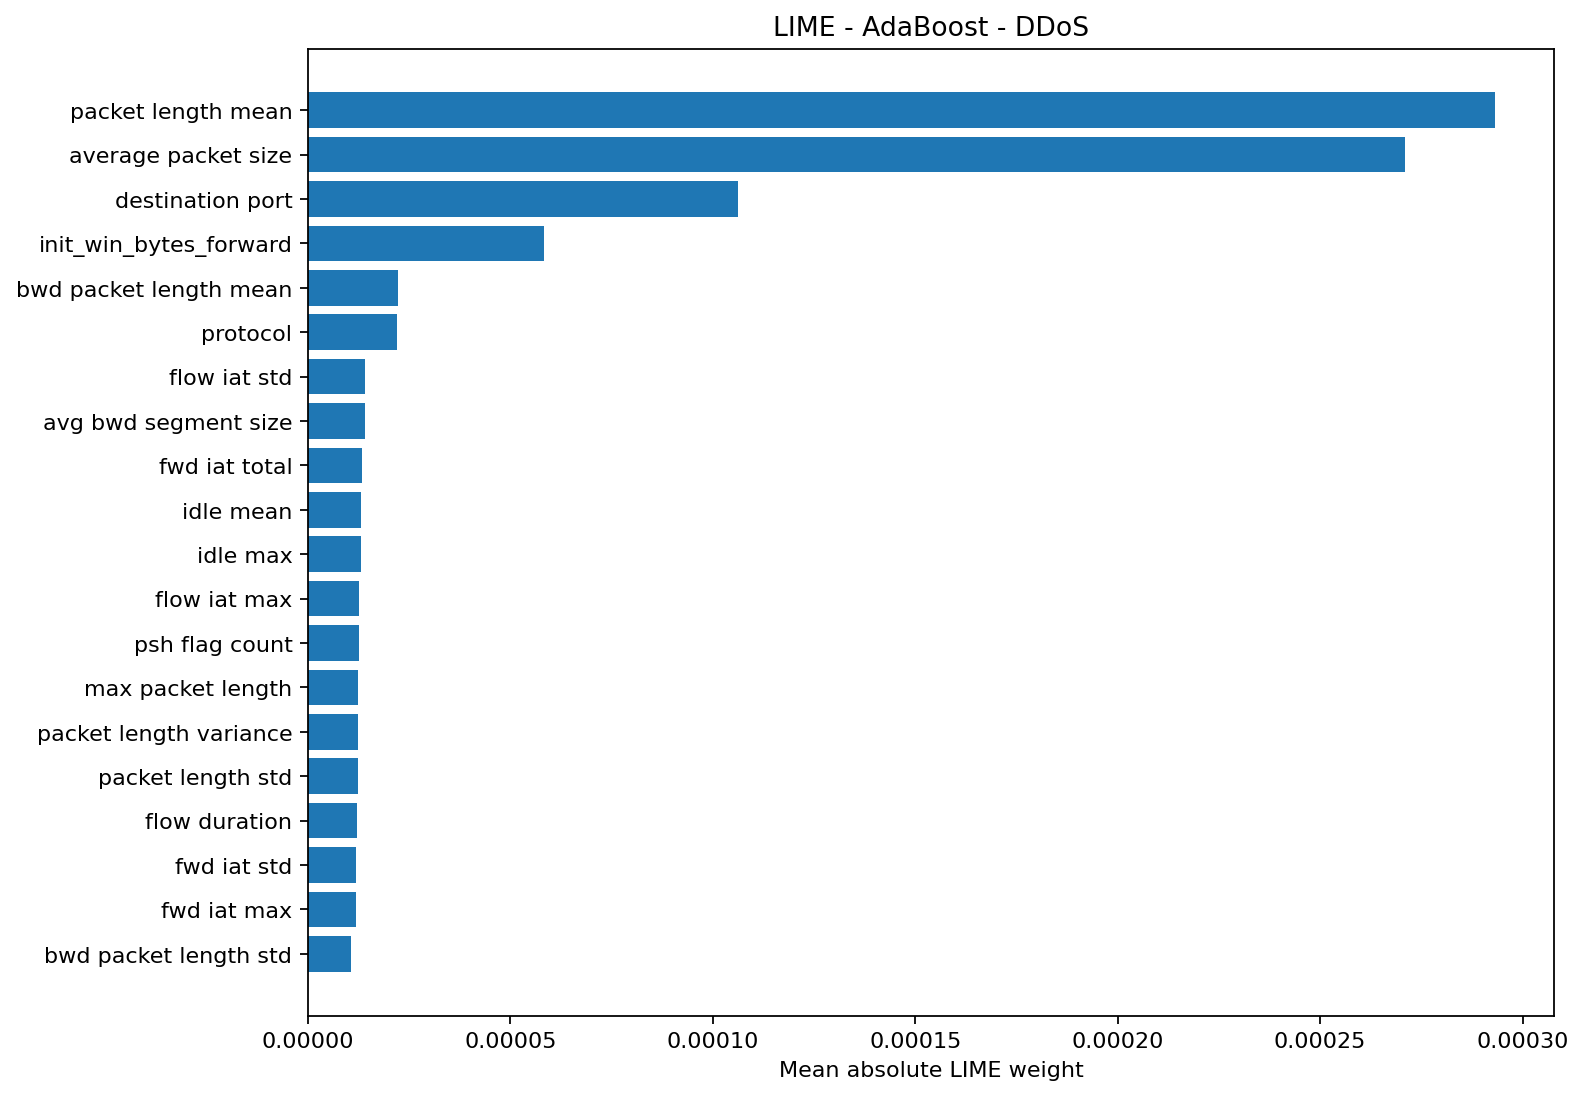 LIME - AdaBoost - DDoS
packet length mean
average packet size
destination port
init_win_bytes_forward
bwd packet length mean
protocol
flow iat std
avg bwd segment size
fwd iat total
idle mean
idle max
flow iat max
psh flag count
max packet length
packet length variance
packet length std
flow duration
fwd iat std
fwd iat max
bwd packet length std
0.00000 0.00005 0.00010 0.00015 0.00020 0.00025 0.00030
Mean absolute LIME weight